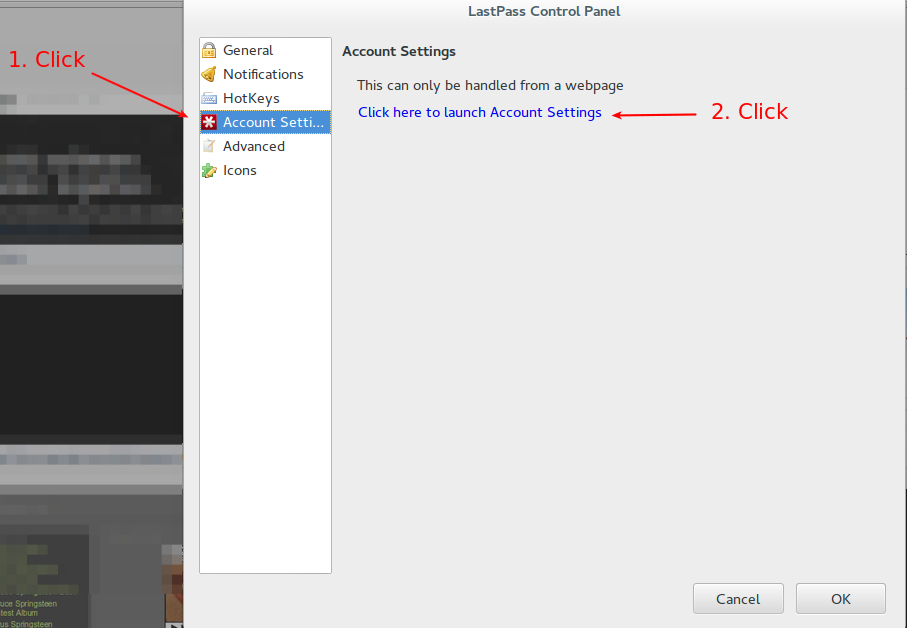 LastPass Control Panel
1. Click
General
Notifications
HotKeys
Account Setti...
Advanced
Icons
Account Settings
This can only be handled from a webpage
Click here to launch Account Settings
2. Click
uce Springsteen
test Album
us Springsteen
Cancel
OK